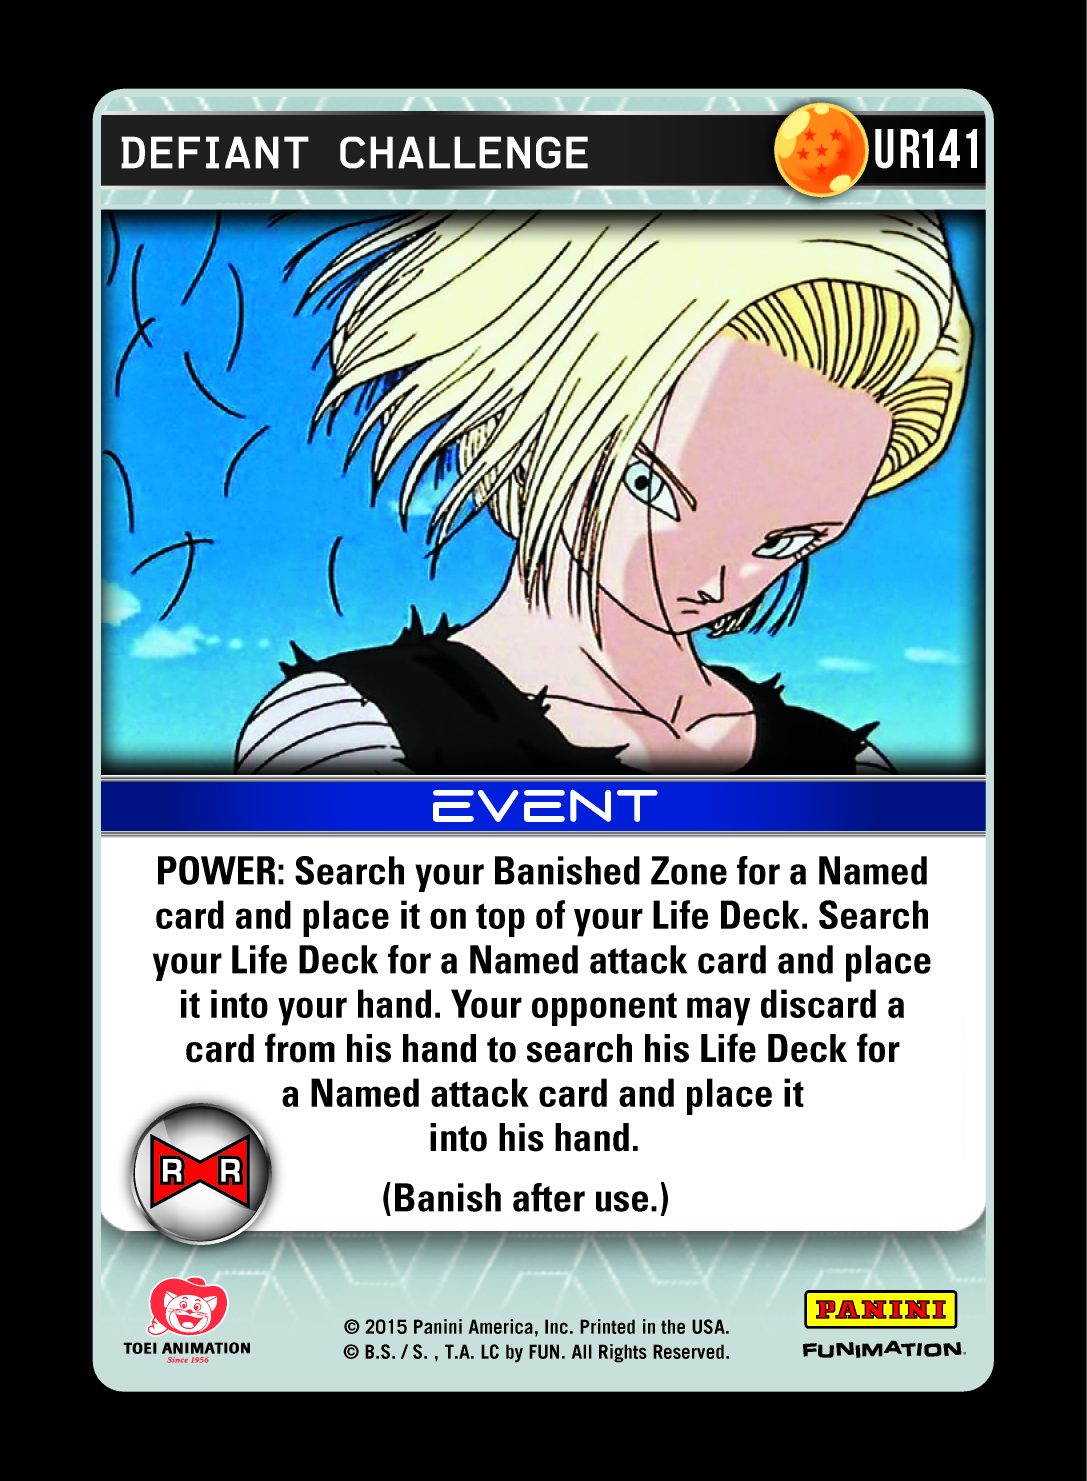 DEFIANT CHALLENGE
UR141
EVENT
POWER: Search your Banished Zone for a Named
card and place it on top of your Life Deck. Search
your Life Deck for a Named attack card and place
it into your hand. Your opponent may discard a
card from his hand to search his Life Deck for
a Named attack card and place it
into his hand.
(Banish after use.)
R R
TOEI ANIMATION
Since 1956
© 2015 Panini America, Inc. Printed in the USA.
© B.S. / S. , T.A. LC by FUN. All Rights Reserved.
PANINI
FUNIMATION